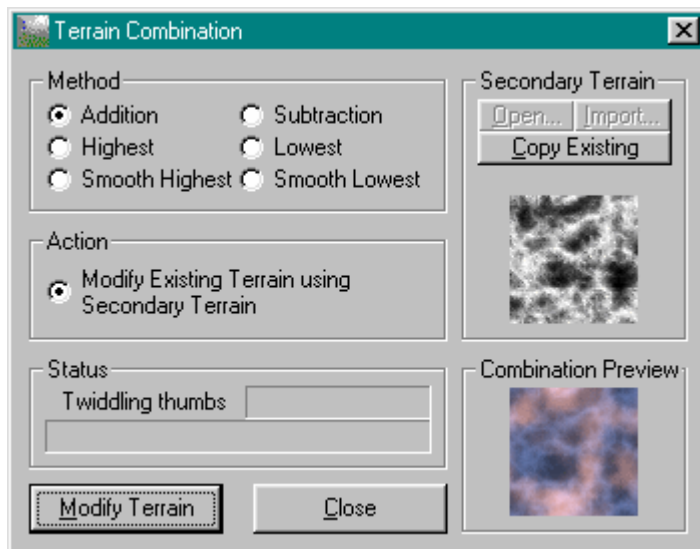 Terrain Combination
Method
Addition
Subtraction
Highest
Lowest
Smooth Highest
Smooth Lowest
Action
Modify Existing Terrain using
Secondary Terrain
Status
Twiddling thumbs
Modify Terrain
Close
Secondary Terrain
Open...
Import...
Copy Existing
Combination Preview